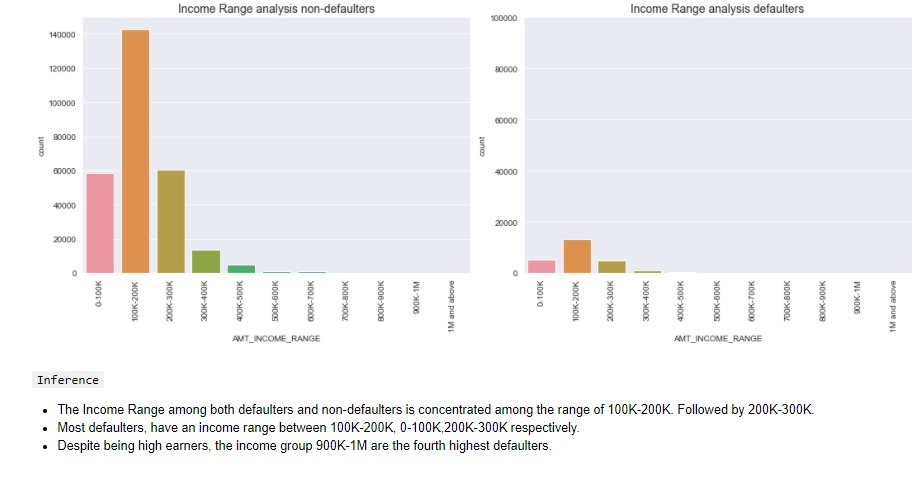 Income Range analysis non-defaulters
140000
120000
100000
80000
60000
40000
20000
0
count
0-100K
100K-200K
200K-300K
300K-400K
400K-500K
500K-600K
600K-700K
700K-800K
800K-900K
900K-1M
1M and above
AMT_INCOME_RANGE
Income Range analysis defaulters
100000
80000
60000
40000
20000
0
count
0-100K
100K-200K
200K-300K
300K-400K
400K-500K
500K-600K
600K-700K
700K-800K
800K-900K
900K-1M
1M and above
AMT_INCOME_RANGE
Inference
• The Income Range among both defaulters and non-defaulters is concentrated among the range of 100K-200K. Followed by 200K-300K.
• Most defaulters, have an income range between 100K-200K, 0-100K,200K-300K respectively.
• Despite being high earners, the income group 900K-1M are the fourth highest defaulters.